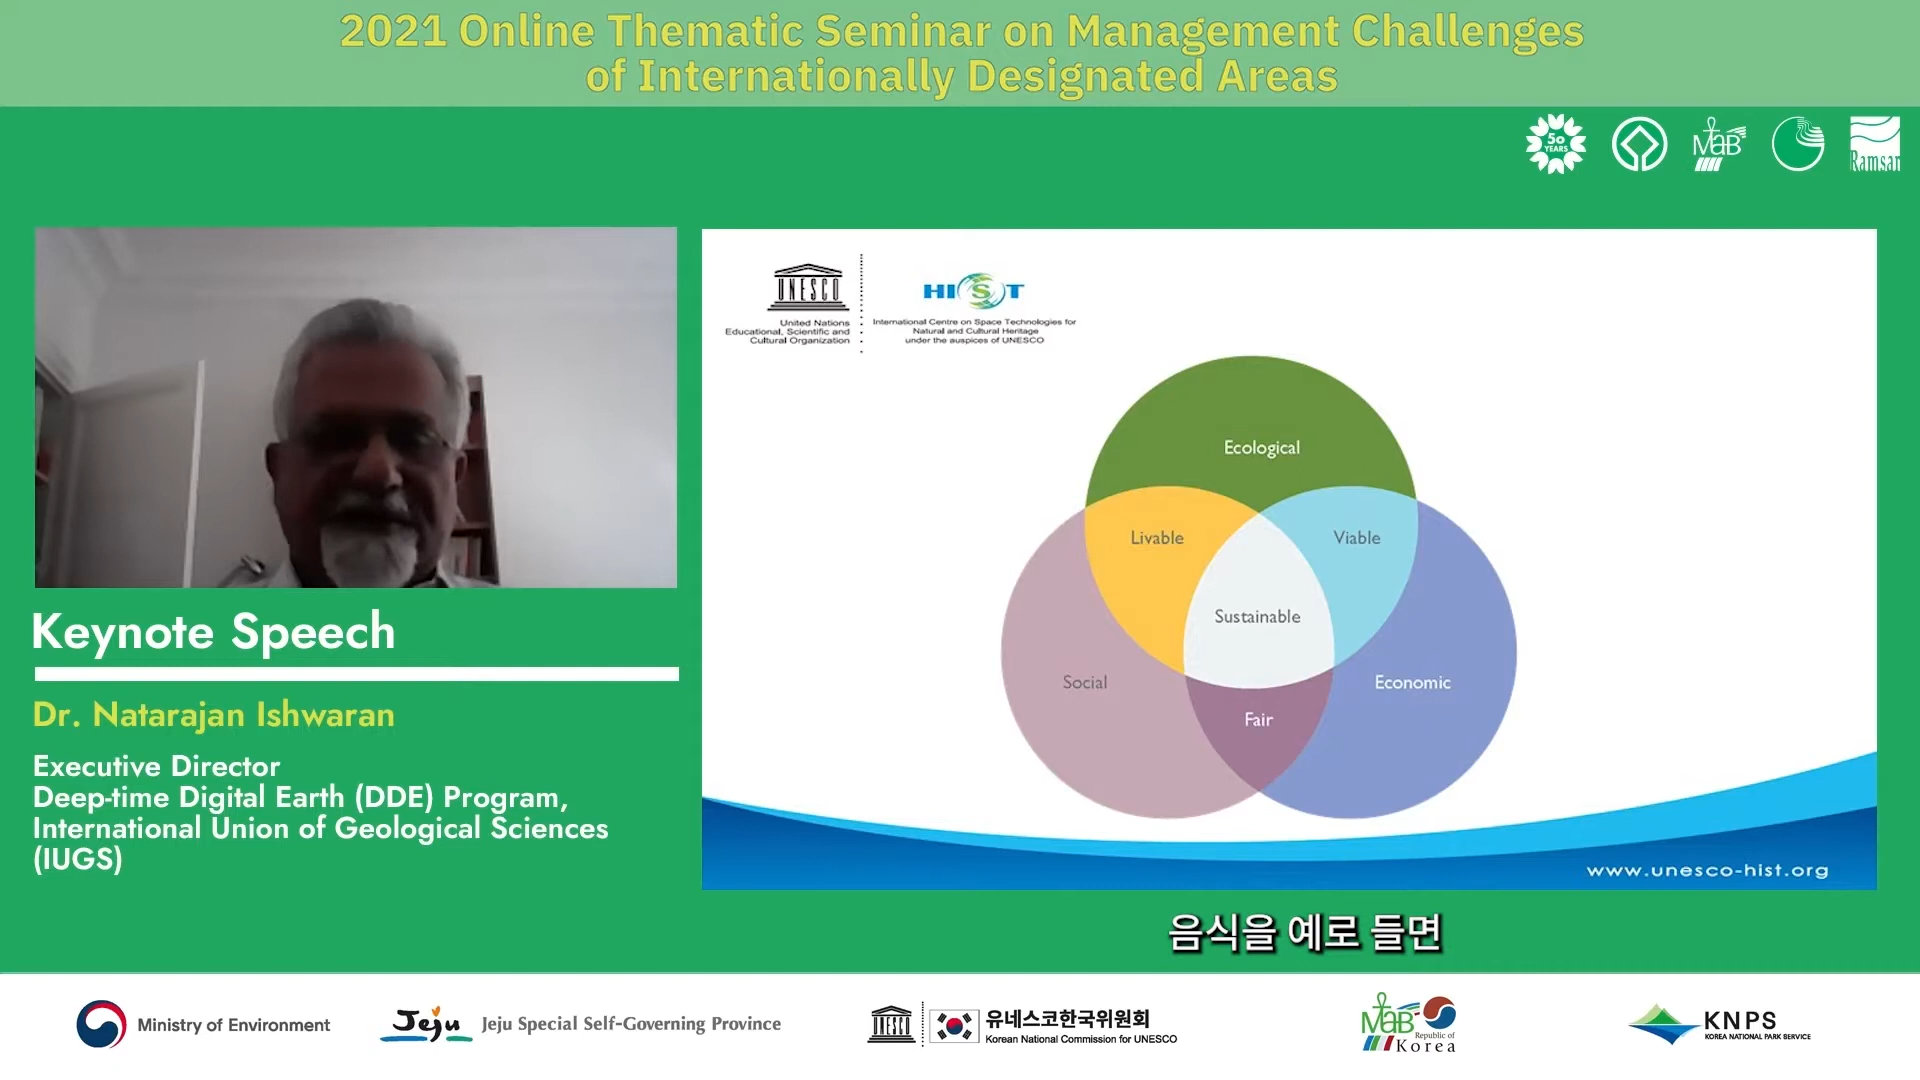 2021 Online Thematic Seminar on Management Challenges
of Internationally Designated Areas
50
YEARS
MaB
Ramsar
UNESCO
United Nations
Educational, Scientific and
Cultural Organization
HIST
International Centre on Space Technologies for
Natural and Cultural Heritage
under the auspices of UNESCO
Ecological
Livable
Viable
Sustainable
Social
Economic
Fair
www.unesco-hist.org
Keynote Speech
Dr. Natarajan Ishwaran
Executive Director
Deep-time Digital Earth (DDE) Program,
International Union of Geological Sciences
(IUGS)
음식을 예로 들면
Ministry of Environment
Jeju
Jeju Special Self-Governing Province
UNESCO
유네스코한국위원회
Korean National Commission for UNESCO
MaB
Republic of
Korea
KNPS
KOREA NATIONAL PARK SERVICE